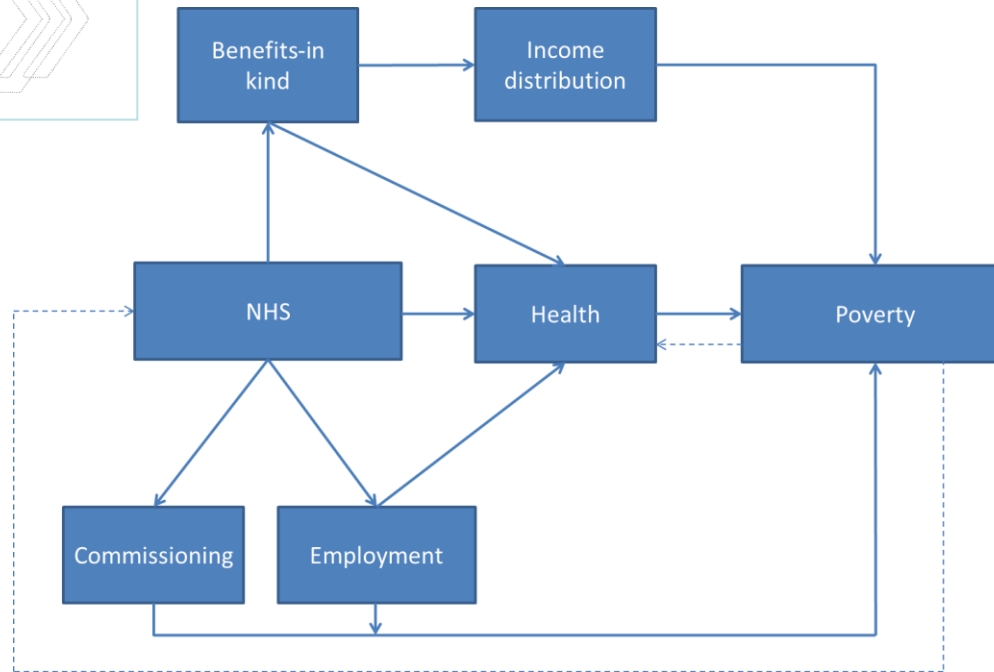 Benefits-in
kind
Income
distribution
NHS
Health
Poverty
Commissioning
Employment